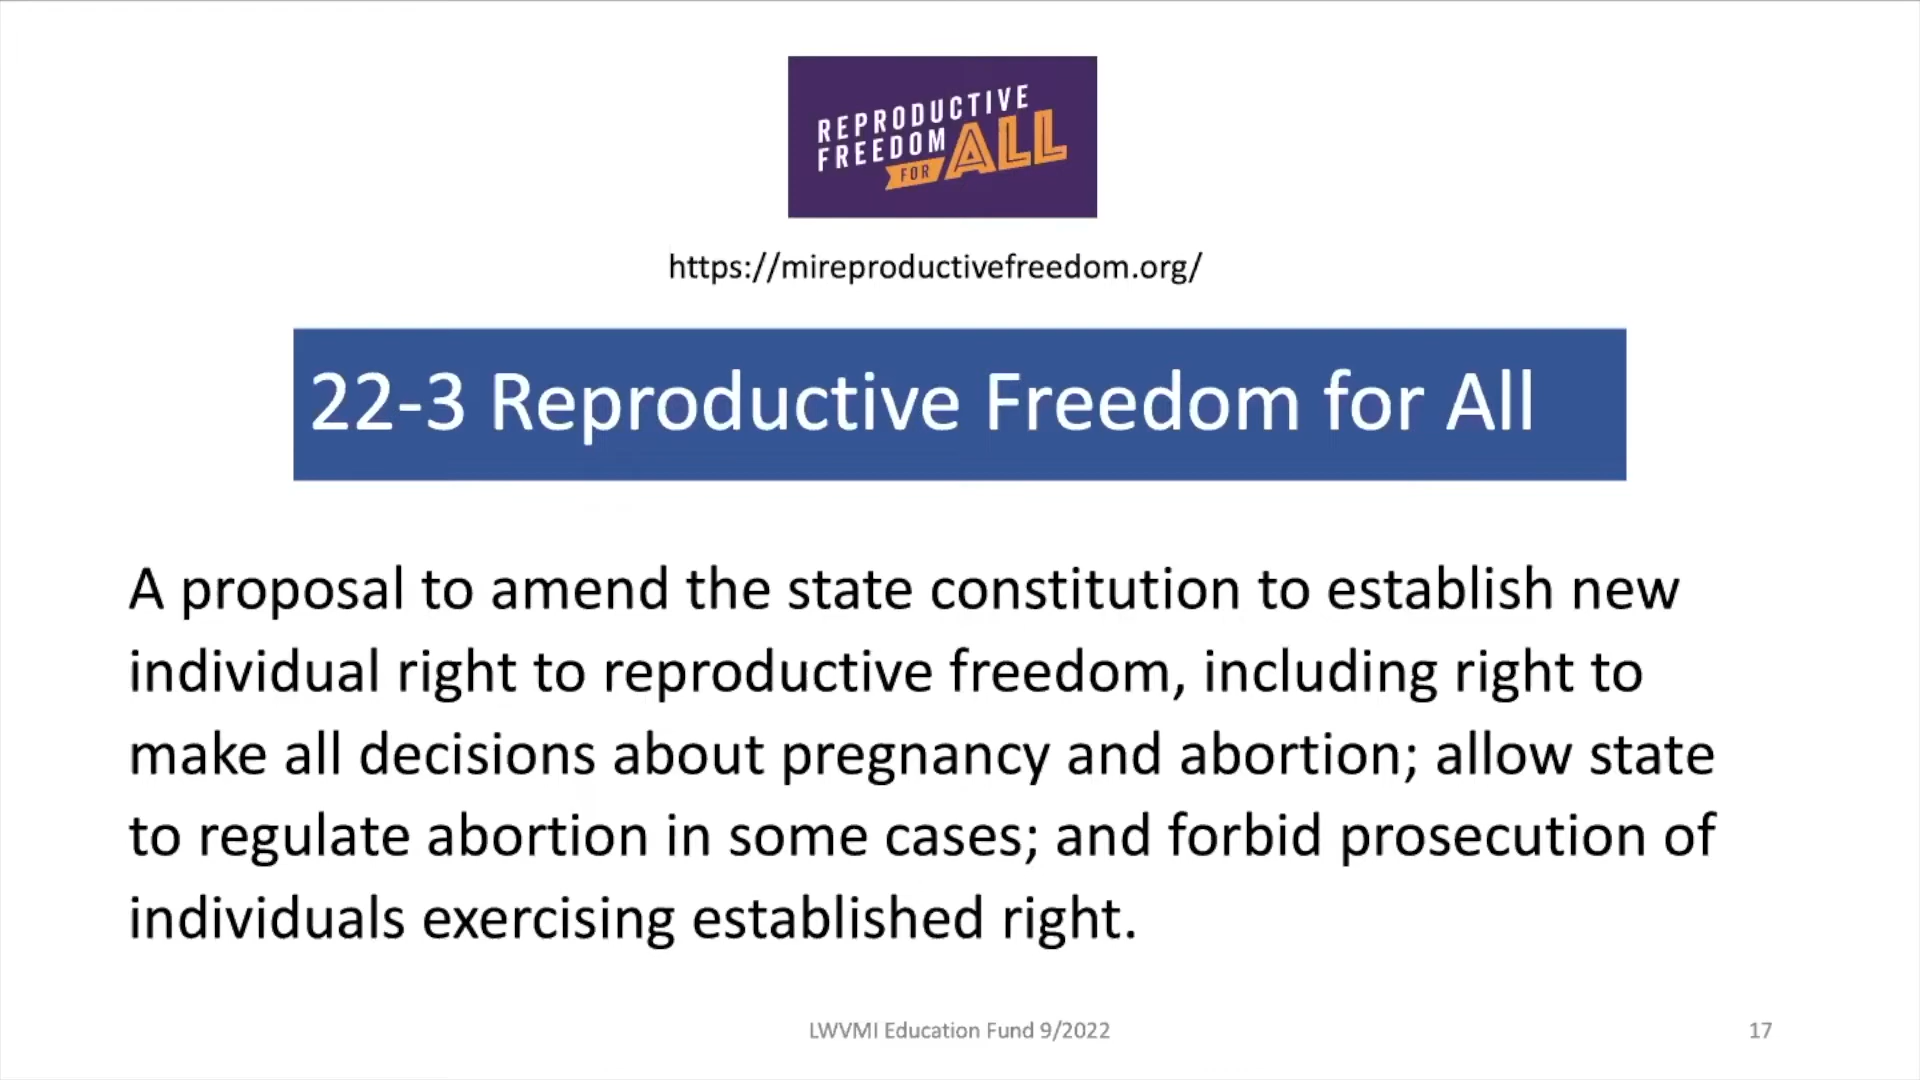 REPRODUCTIVE
FREEDOM
FOR ALL
https://mireproductivefreedom.org/
22-3 Reproductive Freedom for All
A proposal to amend the state constitution to establish new
individual right to reproductive freedom, including right to
make all decisions about pregnancy and abortion; allow state
to regulate abortion in some cases; and forbid prosecution of
individuals exercising established right.
LWVMI Education Fund 9/2022
17